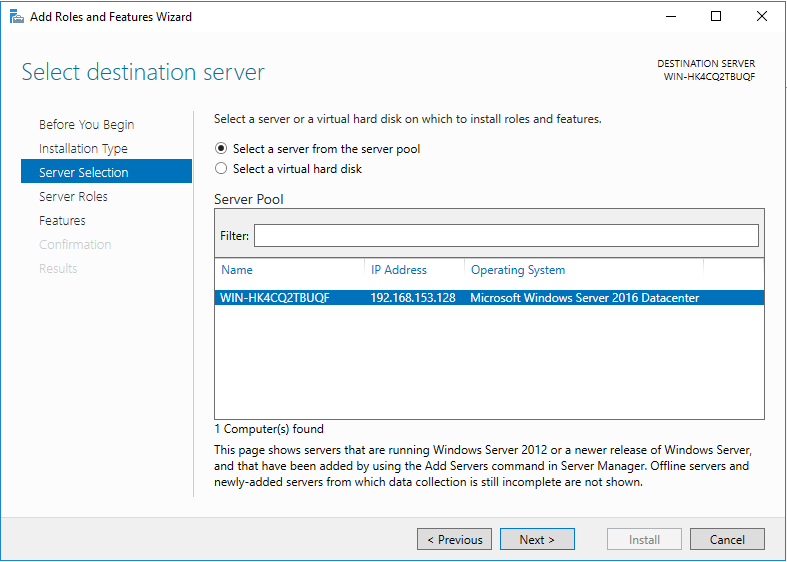 Add Roles and Features Wizard
Select destination server
DESTINATION SERVER
WIN-HK4CQ2TBUQF
Before You Begin
Installation Type
Server Selection
Server Roles
Features
Confirmation
Results
Select a server or a virtual hard disk on which to install roles and features.
Select a server from the server pool
Select a virtual hard disk
Server Pool
Filter:
Name IP Address Operating System
WIN-HK4CQ2TBUQF 192.168.153.128 Microsoft Windows Server 2016 Datacenter
1 Computer(s) found
This page shows servers that are running Windows Server 2012 or a newer release of Windows Server,
and that have been added by using the Add Servers command in Server Manager. Offline servers and
newly-added servers from which data collection is still incomplete are not shown.
< Previous Next > Install Cancel